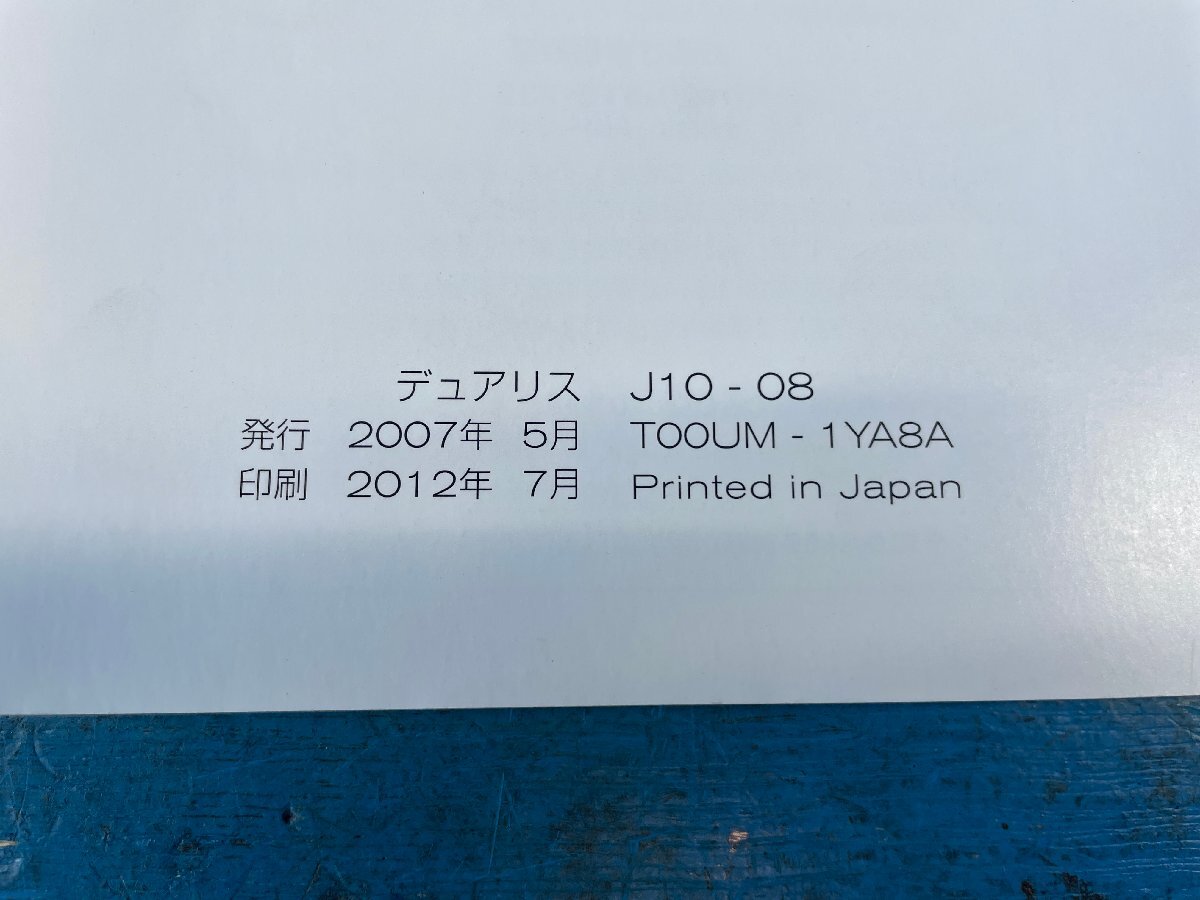 デュアリス J10-08
発行 2007年 5月 T00UM-1YA8A
印刷 2012年 7月 Printed in Japan